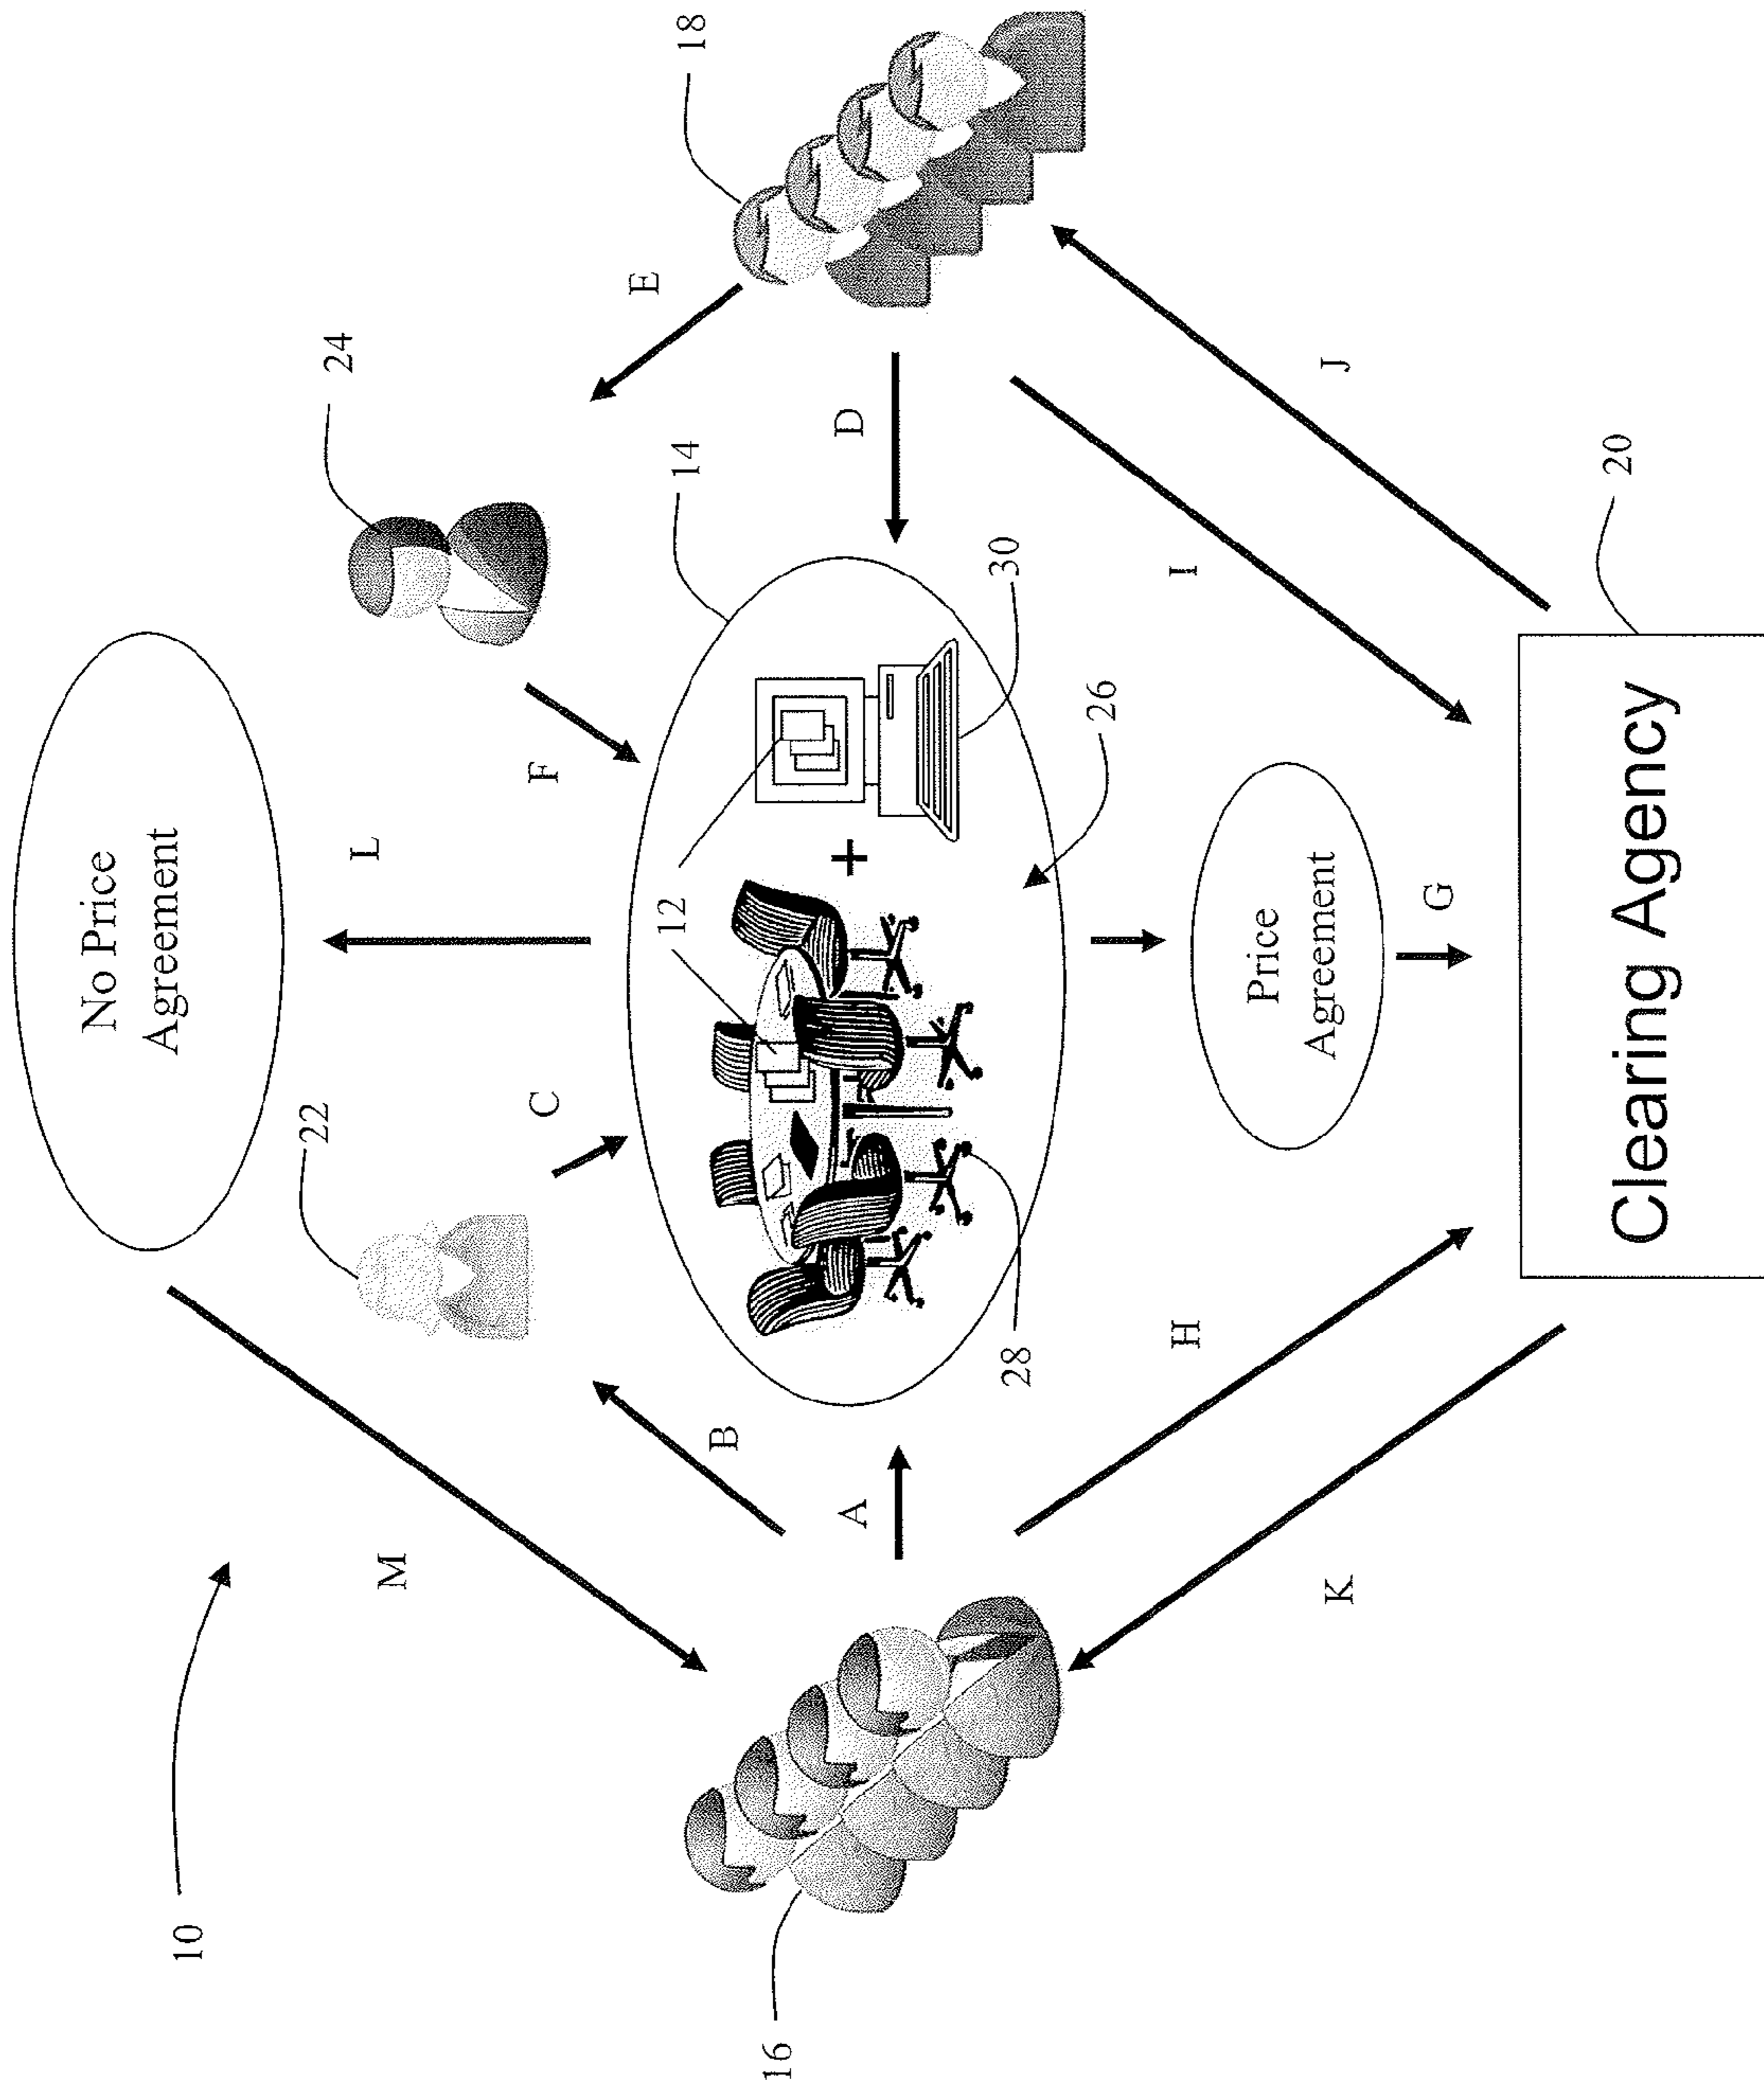 No Price
Agreement
10
22
24
L
M
C
F
E
12
14
18
B
16
A
+
D
28
30
26
H
I
Price
Agreement
K
J
G
20
Clearing Agency